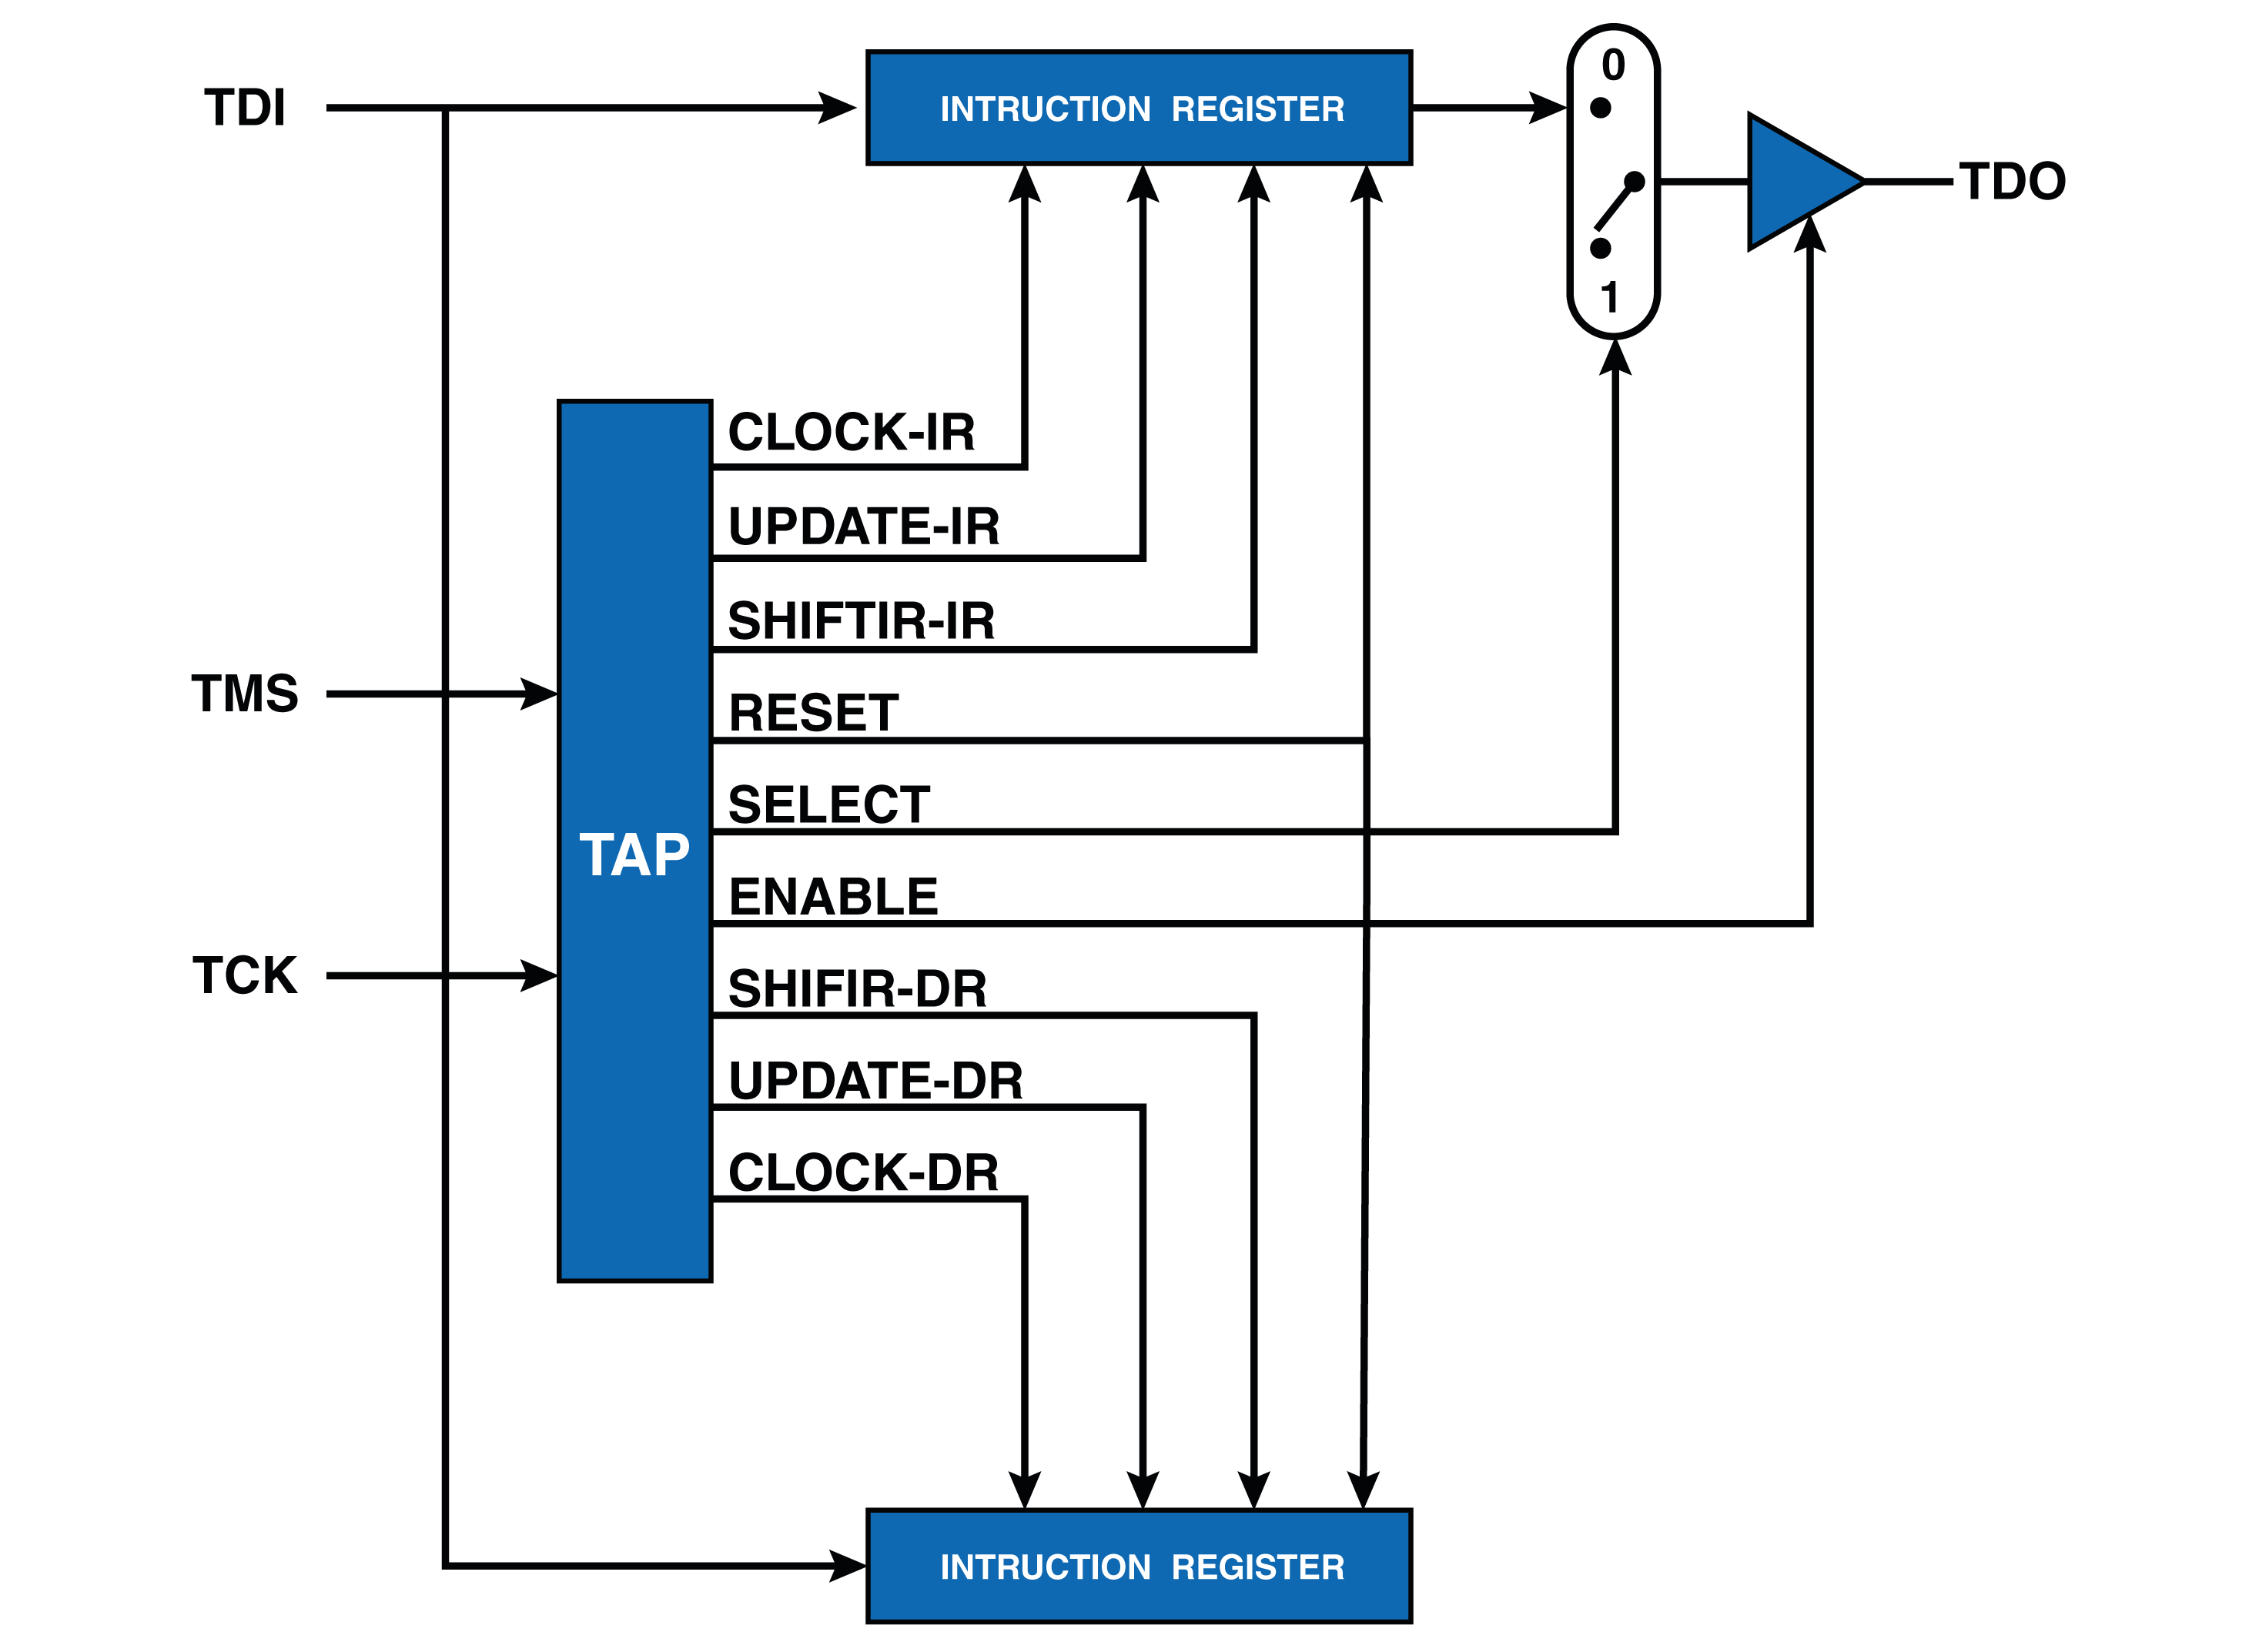 0
TDI
INTRUCTION REGISTER
TDO
1
CLOCK-IR
UPDATE-IR
SHIFTIR-IR
TMS
RESET
SELECT
TAP
ENABLE
TCK
SHIFIR-DR
UPDATE-DR
CLOCK-DR
INTRUCTION REGISTER